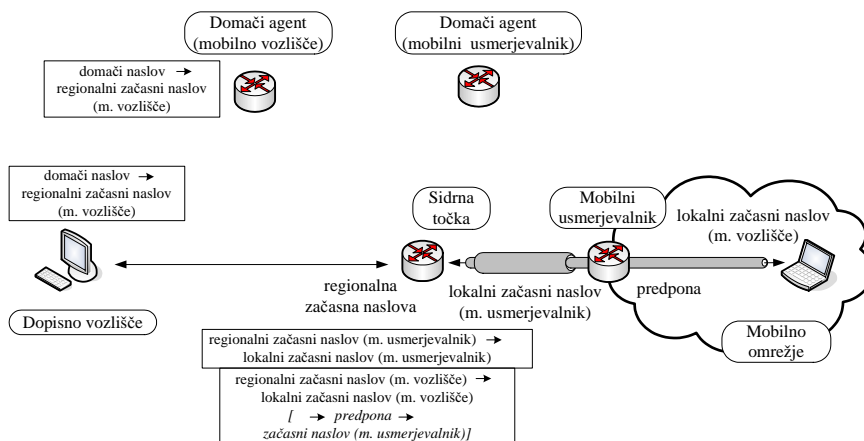 Domači agent
(mobilno vozlišče)
Domači agent
(mobilni usmerjevalnik)
domači naslov →
regionalni začasni naslov
(m. vozlišče)
domači naslov →
regionalni začasni naslov
(m. vozlišče)
Sidrna
točka
Mobilni
usmerjevalnik
lokalni začasni naslov
(m. vozlišče)
regionalna
začasna naslova
lokalni začasni naslov
(m. usmerjevalnik)
predpona
Dopisno vozlišče
Mobilno
omrežje
regionalni začasni naslov (m. usmerjevalnik) →
lokalni začasni naslov (m. usmerjevalnik)
regionalni začasni naslov (m. vozlišče) →
lokalni začasni naslov (m. vozlišče)
[ → predpona →
začasni naslov (m. usmerjevalnik)]